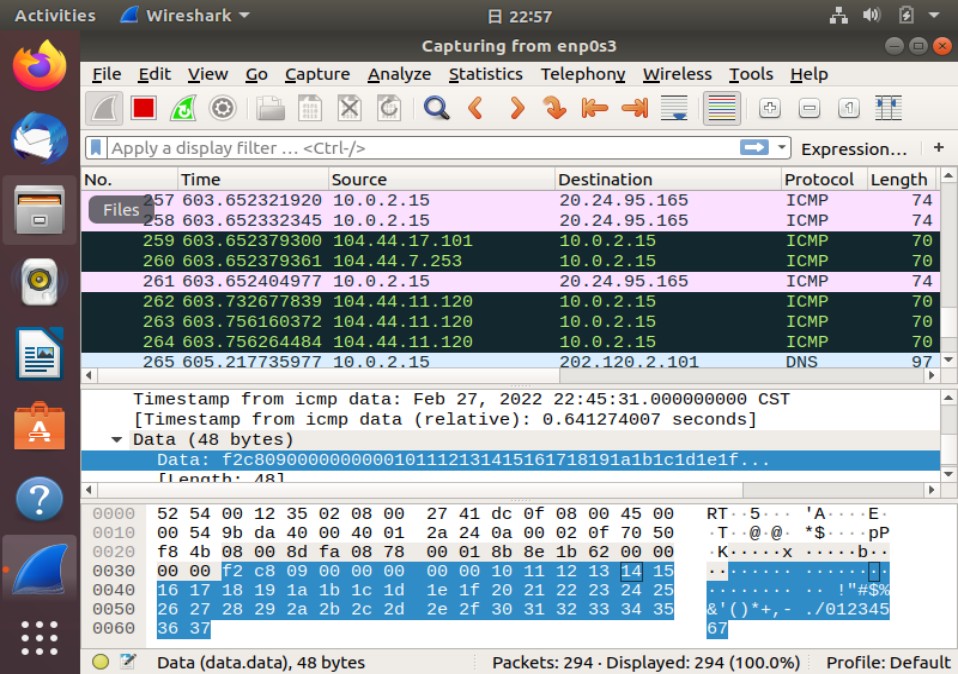 Activities Wireshark 日 22:57
Capturing from enp0s3
File Edit View Go Capture Analyze Statistics Telephony Wireless Tools Help
Apply a display filter … <Ctrl-/> Expression… +
No. Time Source Destination Protocol Length
257 603.652321920 10.0.2.15 20.24.95.165 ICMP 74
Files
258 603.652332345 10.0.2.15 20.24.95.165 ICMP 74
259 603.652379300 104.44.17.101 10.0.2.15 ICMP 70
260 603.652379361 104.44.7.253 10.0.2.15 ICMP 70
261 603.652404977 10.0.2.15 20.24.95.165 ICMP 74
262 603.732677839 104.44.11.120 10.0.2.15 ICMP 70
263 603.756160372 104.44.11.120 10.0.2.15 ICMP 70
264 603.756264484 104.44.11.120 10.0.2.15 ICMP 70
265 605.217735977 10.0.2.15 202.120.2.101 DNS 97
Timestamp from icmp data: Feb 27, 2022 22:45:31.000000000 CST
[Timestamp from icmp data (relative): 0.641274007 seconds]
Data (48 bytes)
Data: f2c8090000000000101112131415161718191a1b1c1d1e1f...
[Length: 48]
0000 52 54 00 12 35 02 08 00 27 41 dc 0f 08 00 45 00 RT··5··· 'A····E·
0010 00 54 9b da 40 00 40 01 2a 24 0a 00 02 0f 70 50 ·T··@·@· *$····pP
0020 f8 4b 08 00 8d fa 08 78 00 01 8b 8e 1b 62 00 00 ·K·····x ·····b··
0030 00 00 f2 c8 09 00 00 00 00 00 10 11 12 13 14 15 ········ ········
0040 16 17 18 19 1a 1b 1c 1d 1e 1f 20 21 22 23 24 25 ········ ·· !"#$%
0050 26 27 28 29 2a 2b 2c 2d 2e 2f 30 31 32 33 34 35 &'()*+,- ./012345
0060 36 37 67
Data (data.data), 48 bytes Packets: 294 · Displayed: 294 (100.0%) Profile: Default